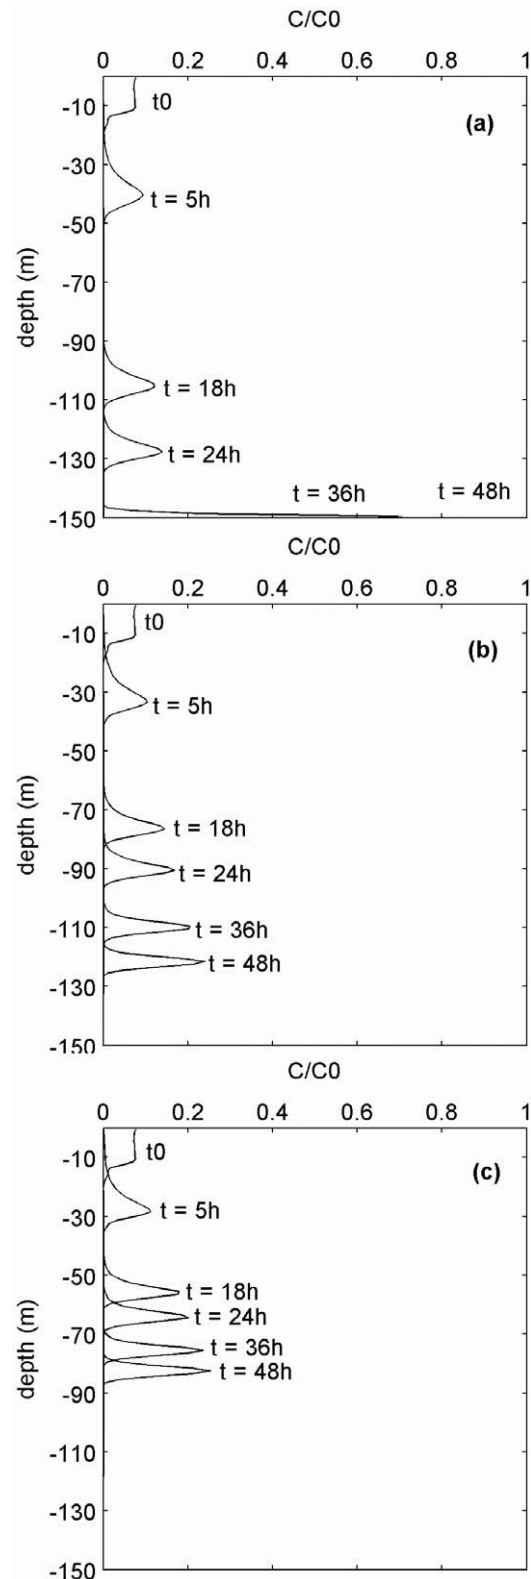 C/C0
0 0.2 0.4 0.6 0.8 1
-10
t0
(a)
-30
t = 5h
-50
-70
-90
t = 18h
-110
t = 24h
-130
t = 36h t = 48h
-150
depth (m)
C/C0
0 0.2 0.4 0.6 0.8 1
-10
t0
(b)
-30
t = 5h
-50
-70
t = 18h
-90
t = 24h
-110
t = 36h
t = 48h
-130
-150
depth (m)
C/C0
0 0.2 0.4 0.6 0.8 1
-10
t0
(c)
-30
t = 5h
-50
t = 18h
t = 24h
-70
t = 36h
t = 48h
-90
-110
-130
-150
depth (m)